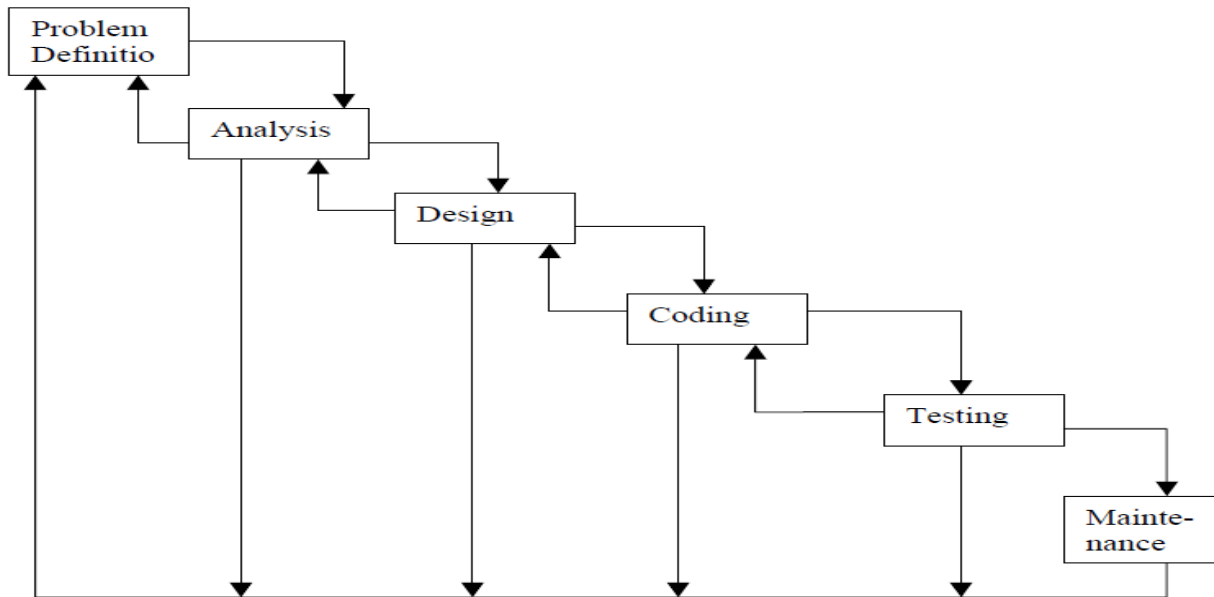 Problem
Definitio
Analysis
Design
Coding
Testing
Mainte-
nance